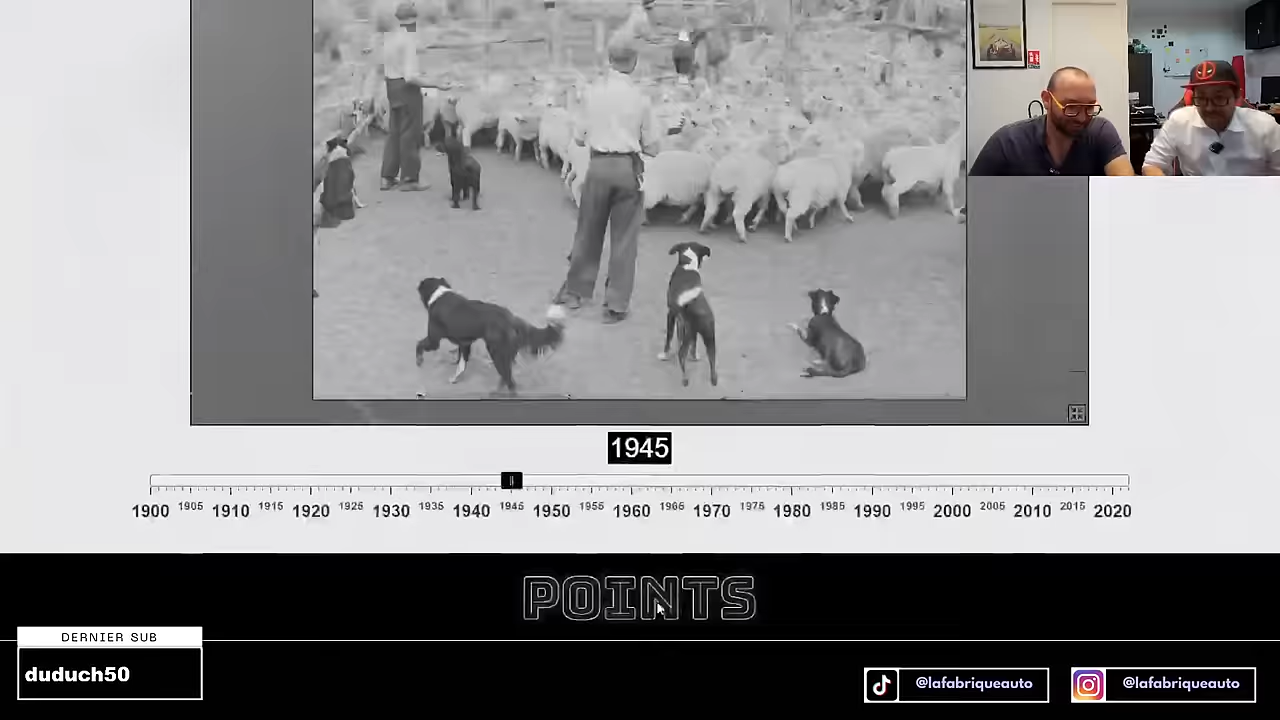 1945
1900 1905 1910 1915 1920 1925 1930 1935 1940 1945 1950 1955 1960 1965 1970 1975 1980 1985 1990 1995 2000 2005 2010 2015 2020
POINTS
DERNIER SUB
duduch50
@lafabriqueauto
@lafabriqueauto